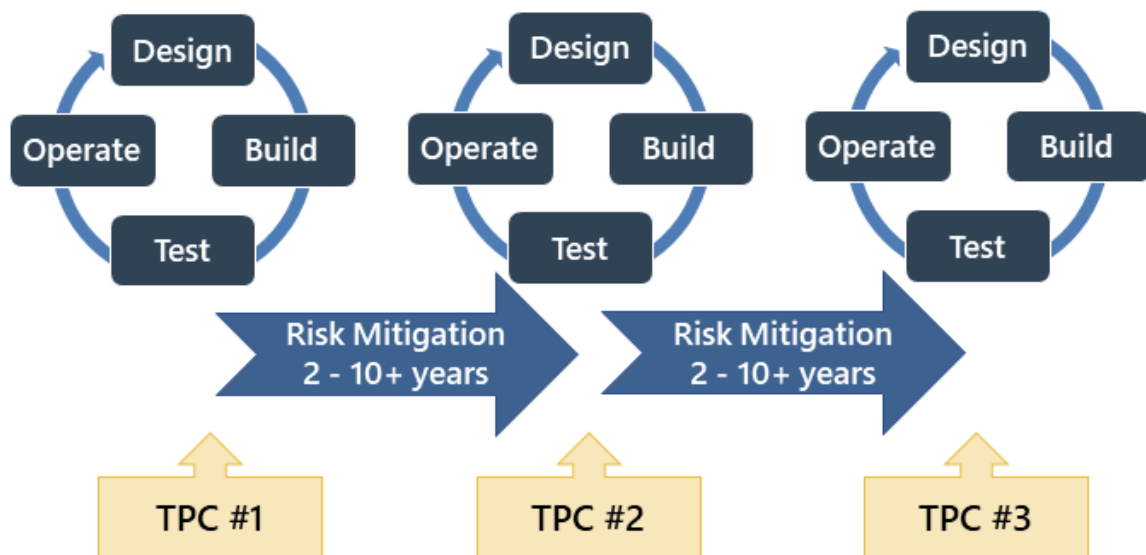 Design
Operate
Build
Test
Design
Operate
Build
Test
Design
Operate
Build
Test
Risk Mitigation
2 - 10+ years
Risk Mitigation
2 - 10+ years
TPC #1
TPC #2
TPC #3